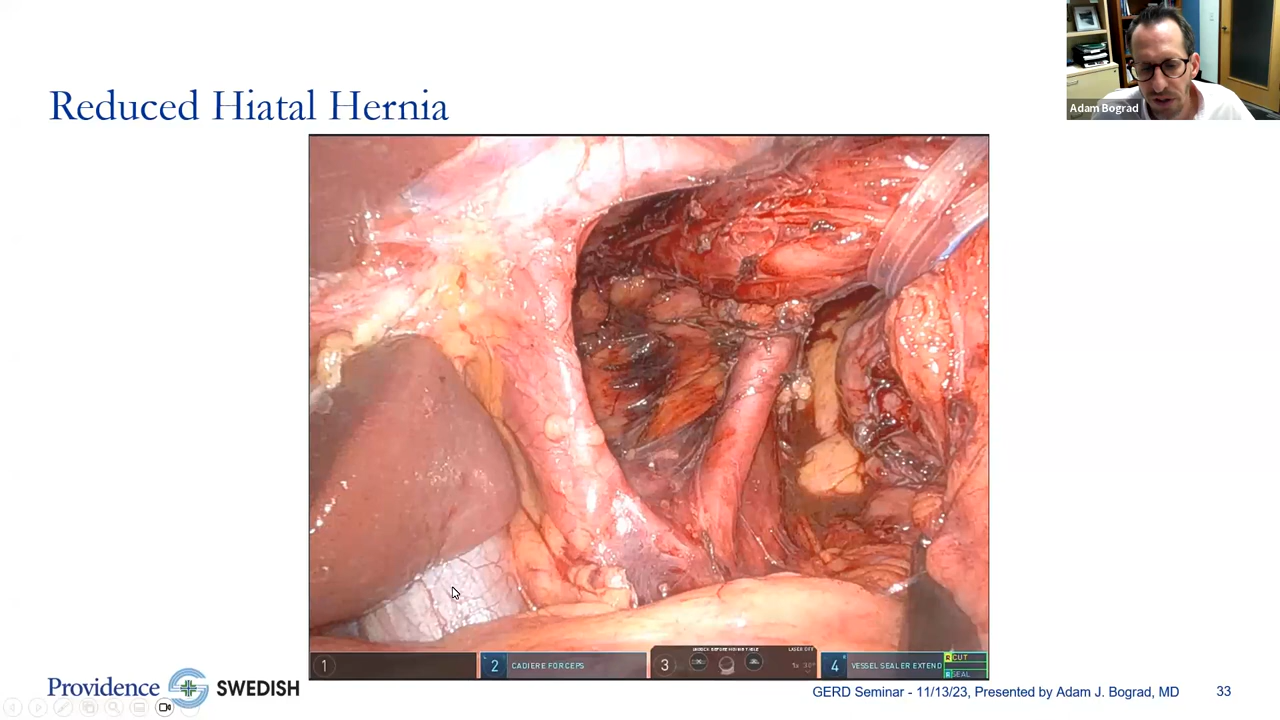 Adam Bograd
Reduced Hiatal Hernia
1
2 CADIERE FORCEPS
3
4 VESSEL SEALER EXTEND
CUT
SEAL
Providence SWEDISH
GERD Seminar - 11/13/23, Presented by Adam J. Bograd, MD
33